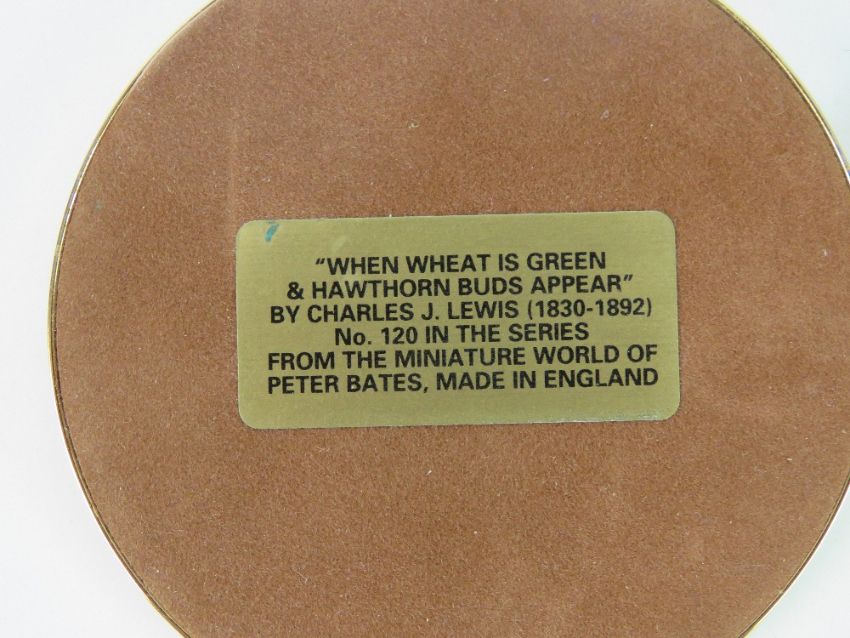 "WHEN WHEAT IS GREEN
& HAWTHORN BUDS APPEAR"
BY CHARLES J. LEWIS (1830-1892)
No. 120 IN THE SERIES
FROM THE MINIATURE WORLD OF
PETER BATES, MADE IN ENGLAND